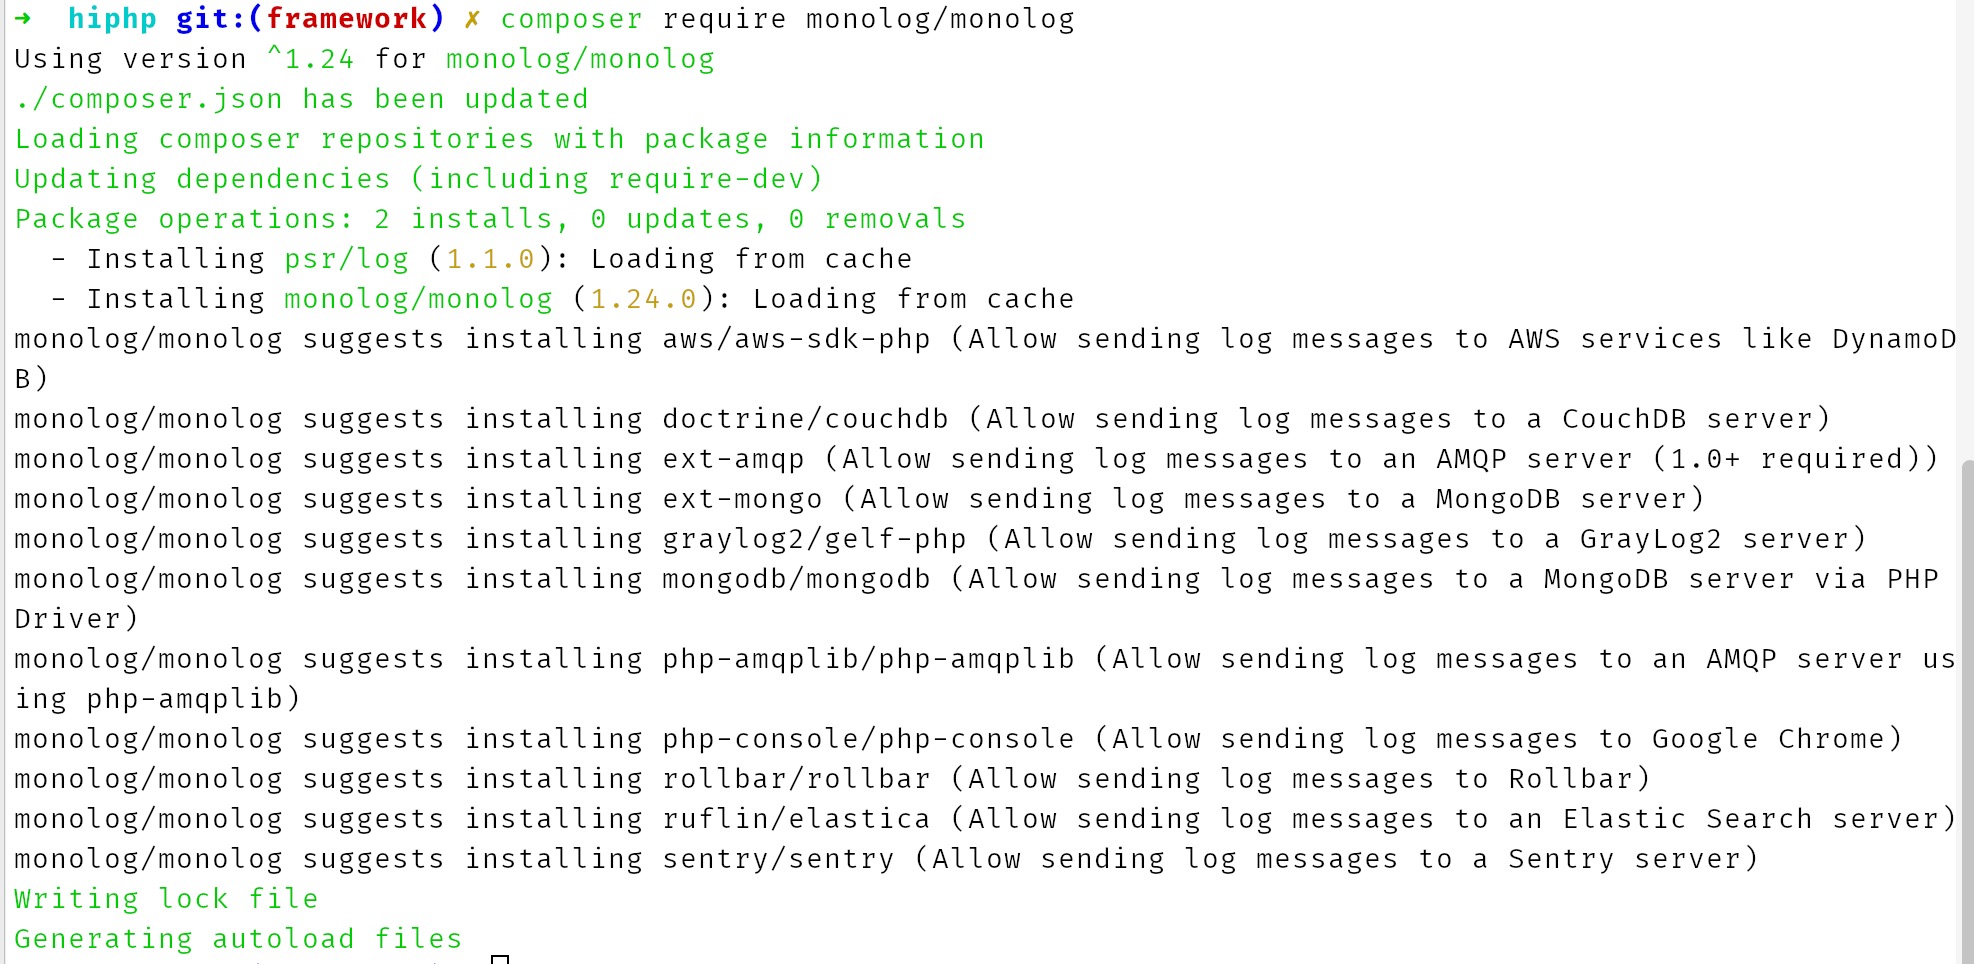 ➜  hiphp git:(framework) ✗ composer require monolog/monolog
Using version ^1.24 for monolog/monolog
./composer.json has been updated
Loading composer repositories with package information
Updating dependencies (including require-dev)
Package operations: 2 installs, 0 updates, 0 removals
  - Installing psr/log (1.1.0): Loading from cache
  - Installing monolog/monolog (1.24.0): Loading from cache
monolog/monolog suggests installing aws/aws-sdk-php (Allow sending log messages to AWS services like DynamoD
B)
monolog/monolog suggests installing doctrine/couchdb (Allow sending log messages to a CouchDB server)
monolog/monolog suggests installing ext-amqp (Allow sending log messages to an AMQP server (1.0+ required))
monolog/monolog suggests installing ext-mongo (Allow sending log messages to a MongoDB server)
monolog/monolog suggests installing graylog2/gelf-php (Allow sending log messages to a GrayLog2 server)
monolog/monolog suggests installing mongodb/mongodb (Allow sending log messages to a MongoDB server via PHP
Driver)
monolog/monolog suggests installing php-amqplib/php-amqplib (Allow sending log messages to an AMQP server us
ing php-amqplib)
monolog/monolog suggests installing php-console/php-console (Allow sending log messages to Google Chrome)
monolog/monolog suggests installing rollbar/rollbar (Allow sending log messages to Rollbar)
monolog/monolog suggests installing ruflin/elastica (Allow sending log messages to an Elastic Search server)
monolog/monolog suggests installing sentry/sentry (Allow sending log messages to a Sentry server)
Writing lock file
Generating autoload files